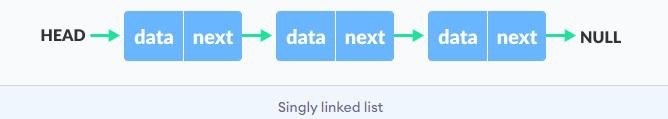 HEAD data next data next data next NULL
Singly linked list